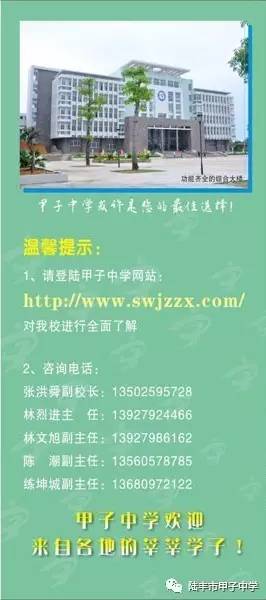 功能齐全的综合大楼
甲子中学或许是您的最佳选择!
温馨提示:
1、请登陆甲子中学网站:
http://www.swjzzx.com/
对我校进行全面了解
2、咨询电话:
张洪舜副校长: 13502595728
林烈进主 任: 13927924466
林文旭副主任: 13927986162
陈 潮副主任: 13560578785
练坤城副主任: 13680972122
甲子中学欢迎
来自各地的莘莘学子!
陆丰市甲子中学